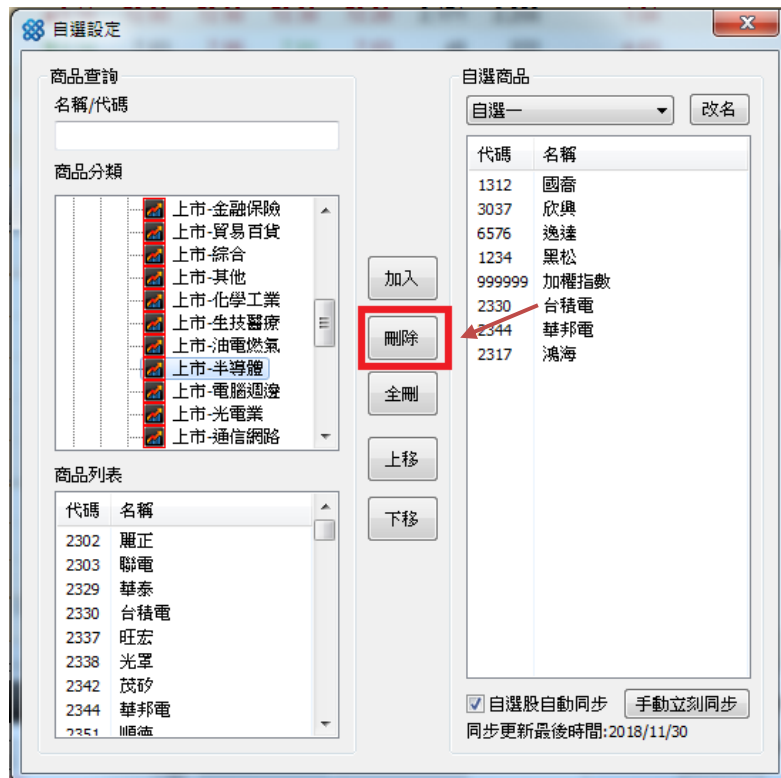 自選設定
商品查詢
名稱/代碼
商品分類
上市-金融保險
上市-貿易百貨
上市-綜合
上市-其他
上市-化學工業
上市-生技醫療
上市-油電燃氣
上市-半導體
上市-電腦週邊
上市-光電業
上市-通信網路
商品列表
代碼 名稱
2302 麗正
2303 聯電
2329 華泰
2330 台積電
2337 旺宏
2338 光罩
2342 茂矽
2344 華邦電
2351 順德
加入
刪除
全刪
上移
下移
自選商品
自選一
改名
代碼 名稱
1312 國喬
3037 欣興
6576 逸達
1234 黑松
999999 加權指數
2330 台積電
2344 華邦電
2317 鴻海
自選股自動同步 手動立刻同步
同步更新最後時間:2018/11/30